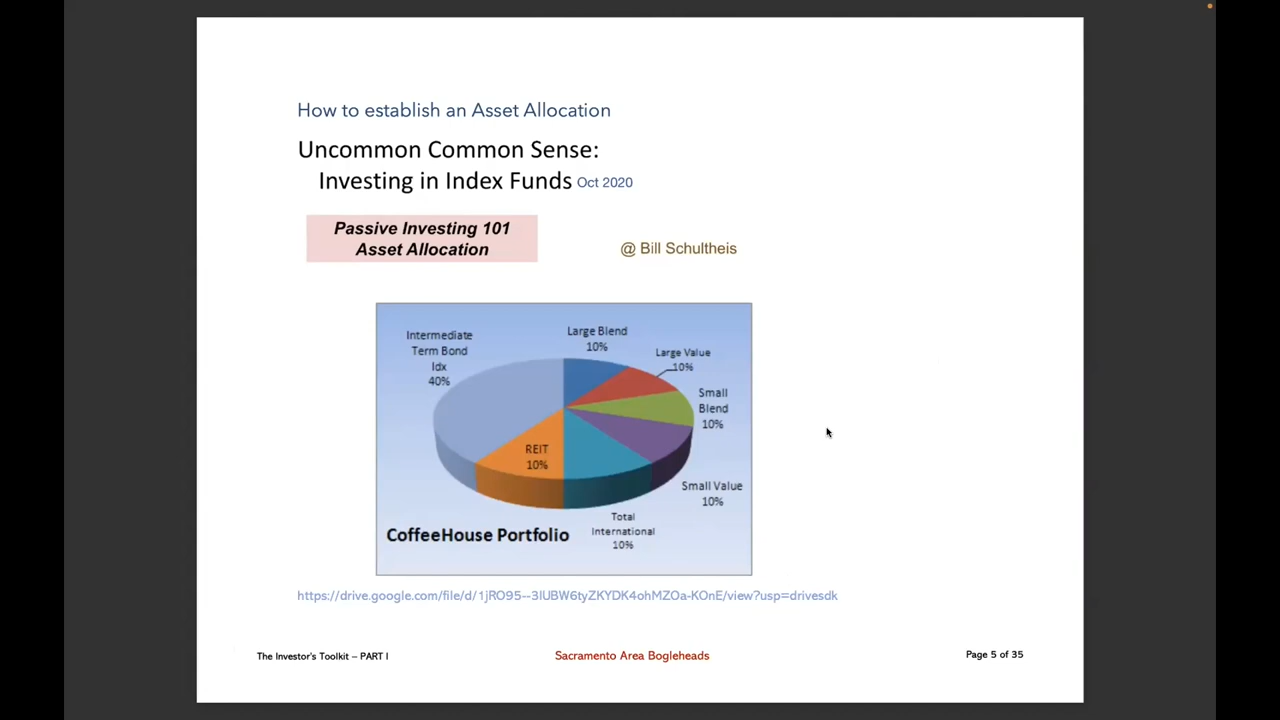 How to establish an Asset Allocation
Uncommon Common Sense:
Investing in Index Funds Oct 2020
Passive Investing 101
Asset Allocation
@ Bill Schultheis
Intermediate
Term Bond
Idx
40%
Large Blend
10%
Large Value
10%
Small
Blend
10%
REIT
10%
Small Value
10%
Total
International
10%
CoffeeHouse Portfolio
https://drive.google.com/file/d/1jRO95--3lUBW6tyZKYDK4ohMZOa-KOnE/view?usp=drivesdk
The Investor's Toolkit – PART I
Sacramento Area Bogleheads
Page 5 of 35